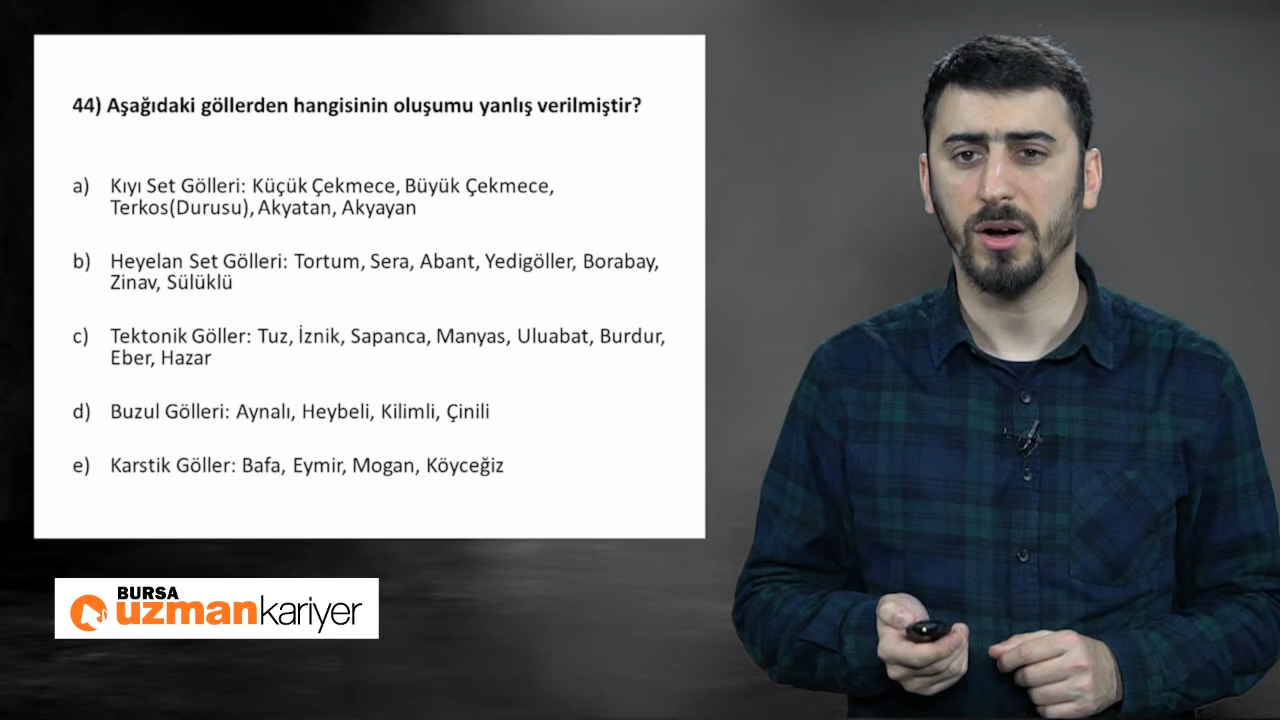 44) Aşağıdaki göllerden hangisinin oluşumu yanlış verilmiştir?
a) Kıyı Set Gölleri: Küçük Çekmece, Büyük Çekmece,
Terkos(Durusu), Akyatan, Akyayan
b) Heyelan Set Gölleri: Tortum, Sera, Abant, Yedigöller, Borabay,
Zinav, Sülüklü
c) Tektonik Göller: Tuz, İznik, Sapanca, Manyas, Uluabat, Burdur,
Eber, Hazar
d) Buzul Gölleri: Aynalı, Heybeli, Kilimli, Çinili
e) Karstik Göller: Bafa, Eymir, Mogan, Köyceğiz
BURSA
uzmankariyer